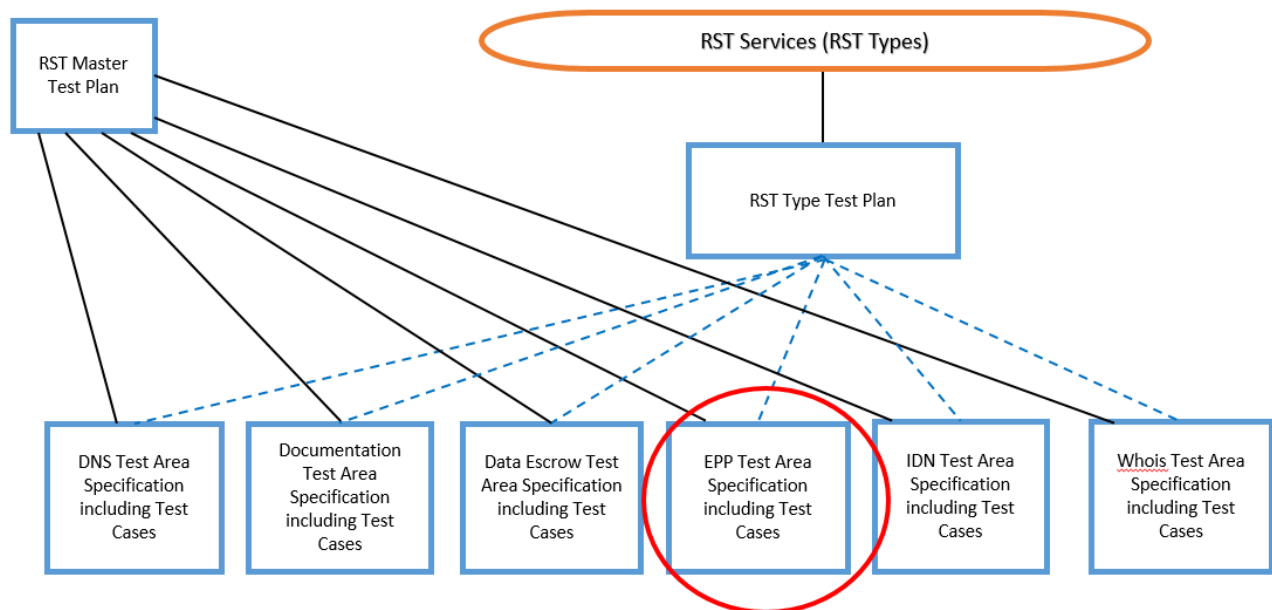 RST Services (RST Types)
RST Master
Test Plan
RST Type Test Plan
DNS Test Area
Specification
including Test
Cases
Documentation
Test Area
Specification
including Test
Cases
Data Escrow Test
Area Specification
including Test
Cases
EPP Test Area
Specification
including Test
Cases
IDN Test Area
Specification
including Test
Cases
Whois Test Area
Specification
including Test
Cases